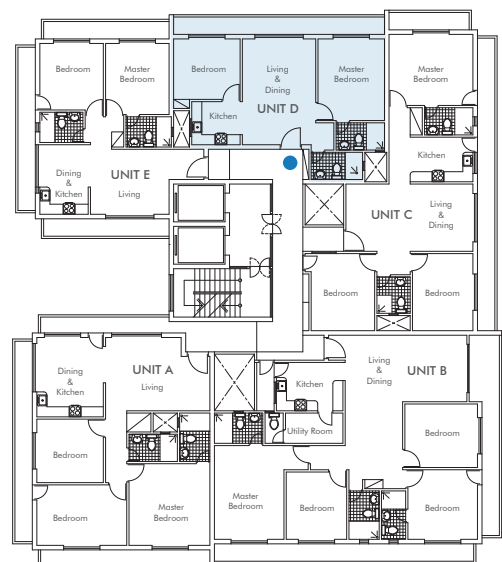 Bedroom
Master
Bedroom
Bedroom
Living
&
Dining
Master
Bedroom
Master
Bedroom
UNIT D
Kitchen
Kitchen
Dining
&
Kitchen
UNIT E
Living
UNIT C
Living
&
Dining
Bedroom
Bedroom
UNIT A
Living
Dining
&
Kitchen
Living
&
Dining
UNIT B
Kitchen
Utility Room
Bedroom
Bedroom
Bedroom
Master
Bedroom
Master
Bedroom
Bedroom
Bedroom